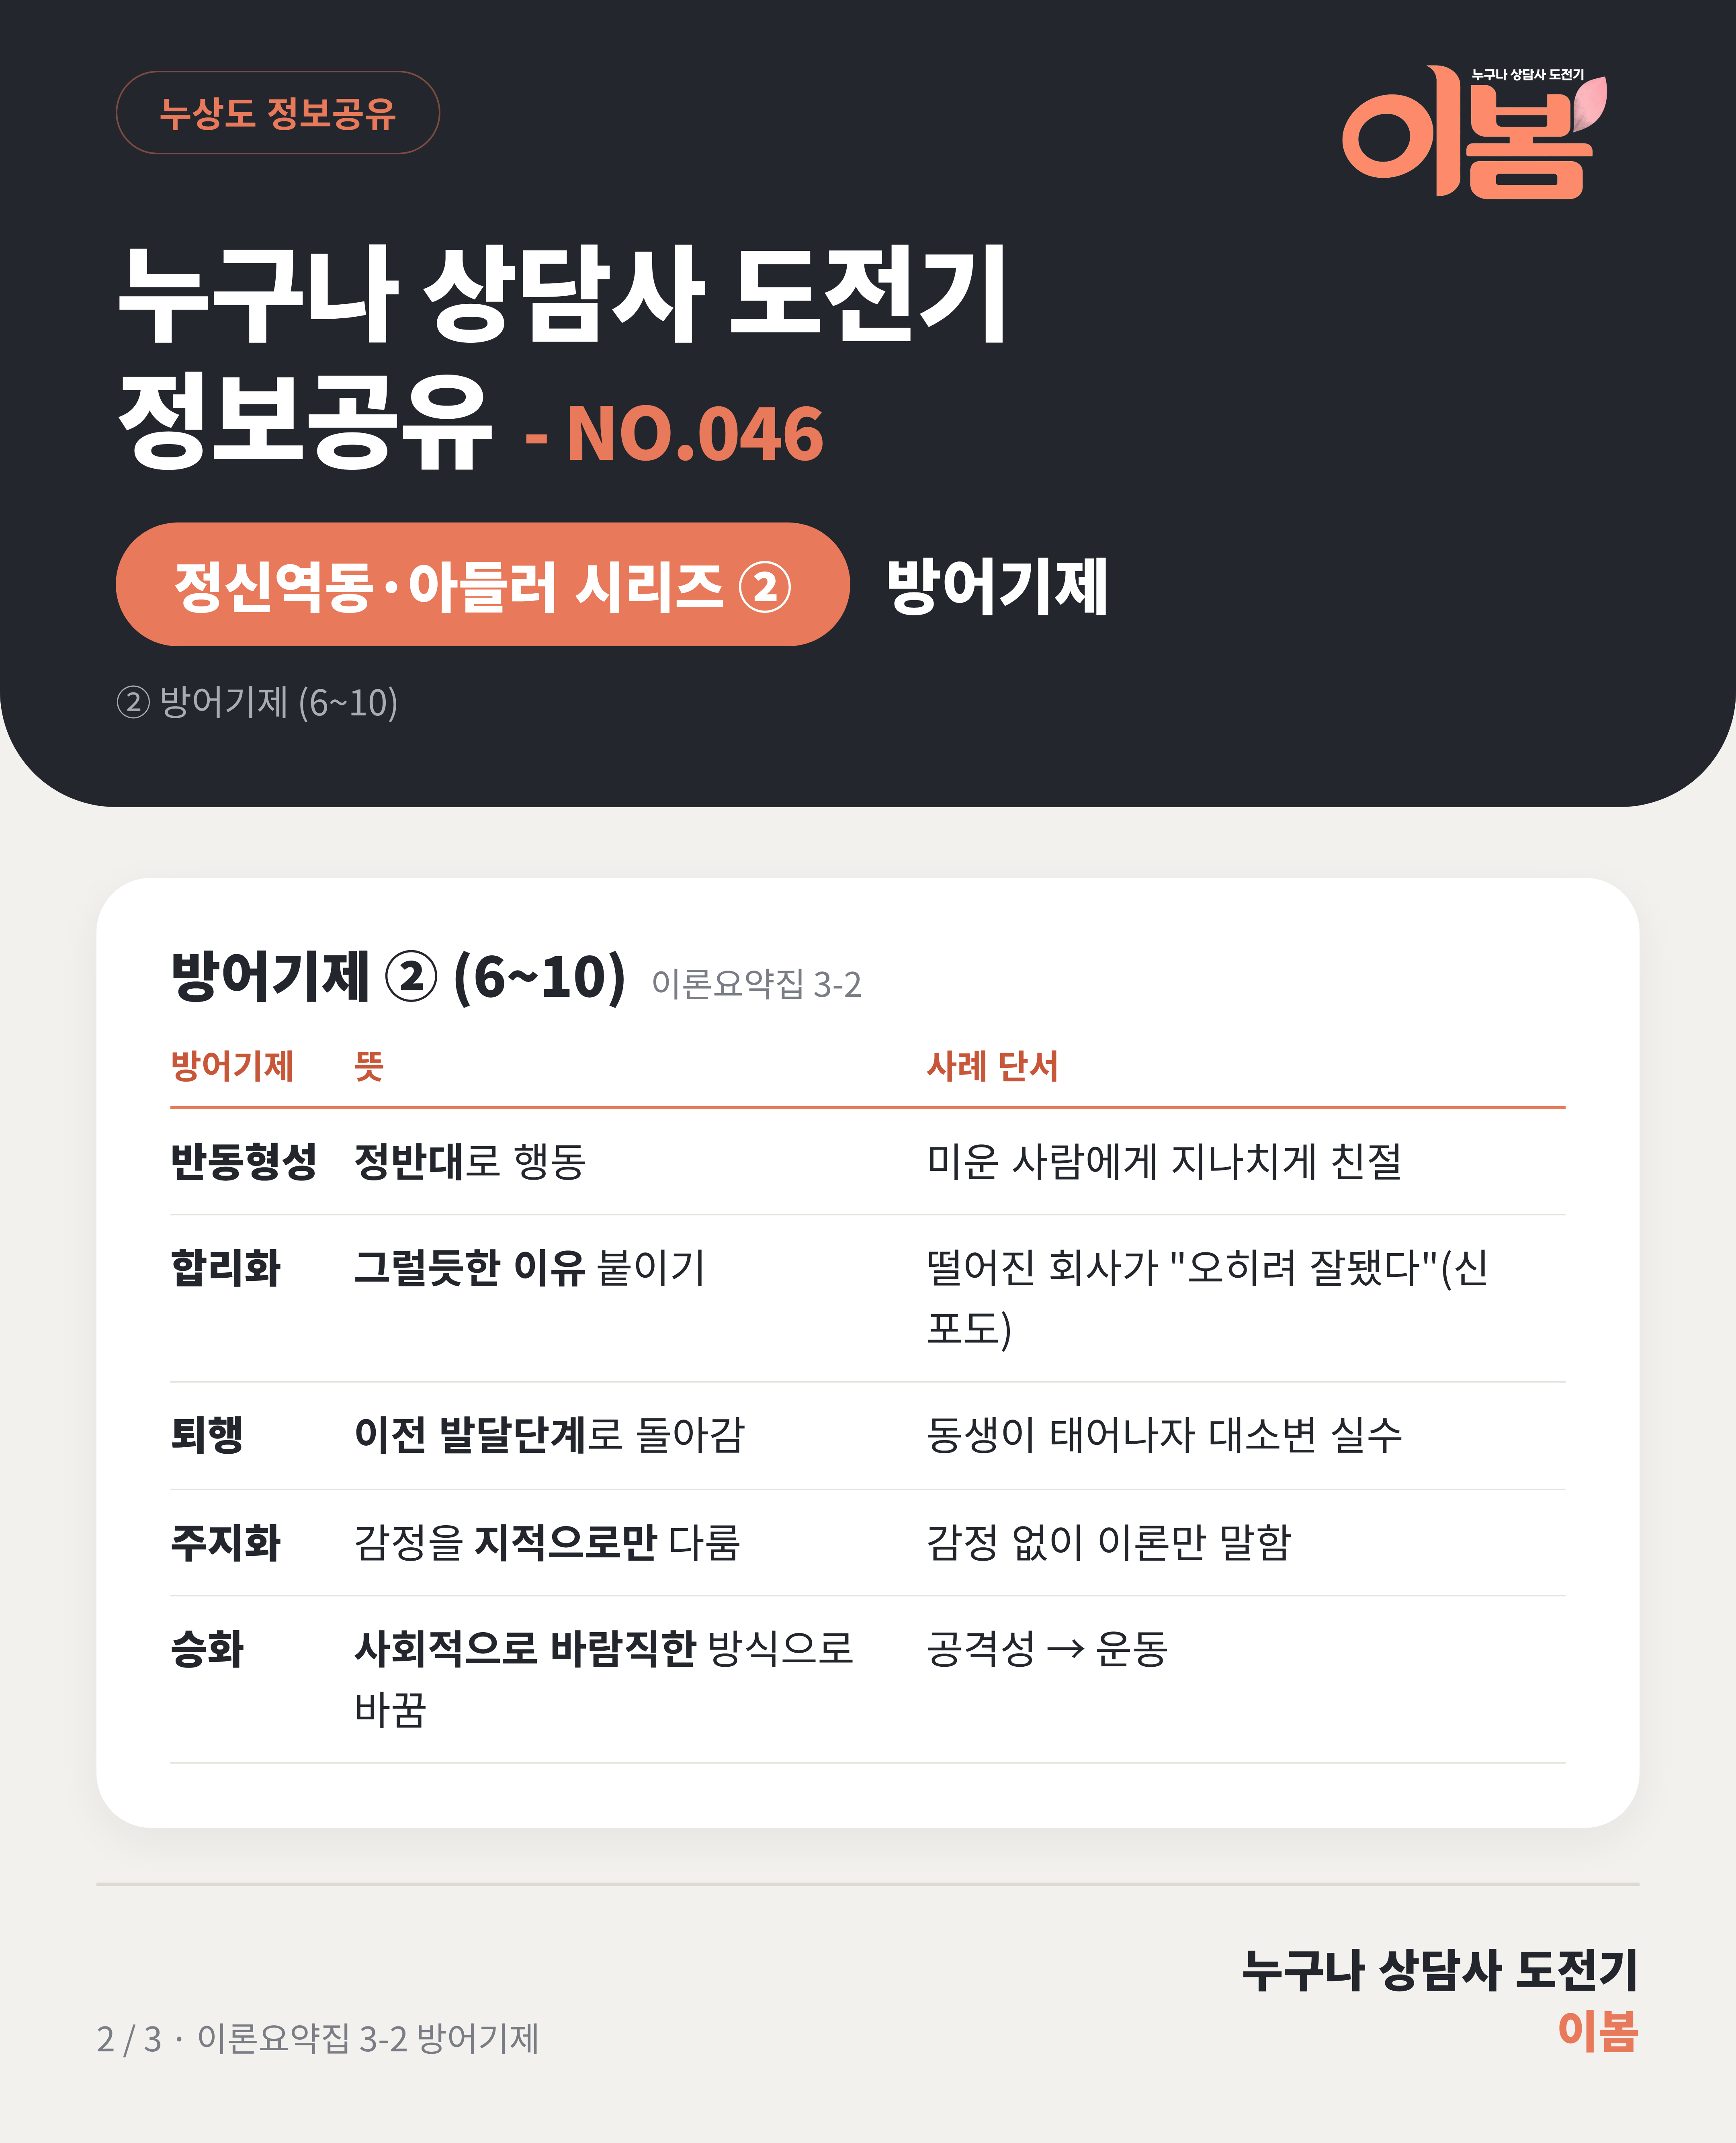 누상도 정보공유
누구나 상담사 도전기
이봄
누구나 상담사 도전기
정보공유 - NO.046
정신역동·아들러 시리즈 ② 방어기제
② 방어기제 (6~10)
방어기제 ② (6~10) 이론요약집 3-2
방어기제 뜻 사례 단서
반동형성 정반대로 행동 미운 사람에게 지나치게 친절
합리화 그럴듯한 이유 붙이기 떨어진 회사가 "오히려 잘됐다"(신
포도)
퇴행 이전 발달단계로 돌아감 동생이 태어나자 대소변 실수
주지화 감정을 지적으로만 다룸 감정 없이 이론만 말함
승화 사회적으로 바람직한 방식으로 공격성 → 운동
바꿈
누구나 상담사 도전기
2 / 3 · 이론요약집 3-2 방어기제 이봄